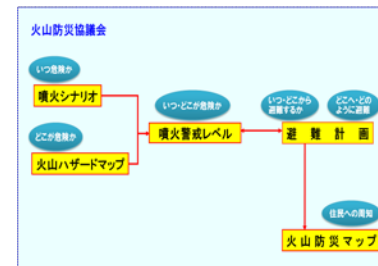 火山防災協議会
いつ危険か
噴火シナリオ
どこが危険か
火山ハザードマップ
いつ・どこが危険か
噴火警戒レベル
いつ・どこから
避難するか
どこへ・どの
ように避難
避難計画
住民への周知
火山防災マップ